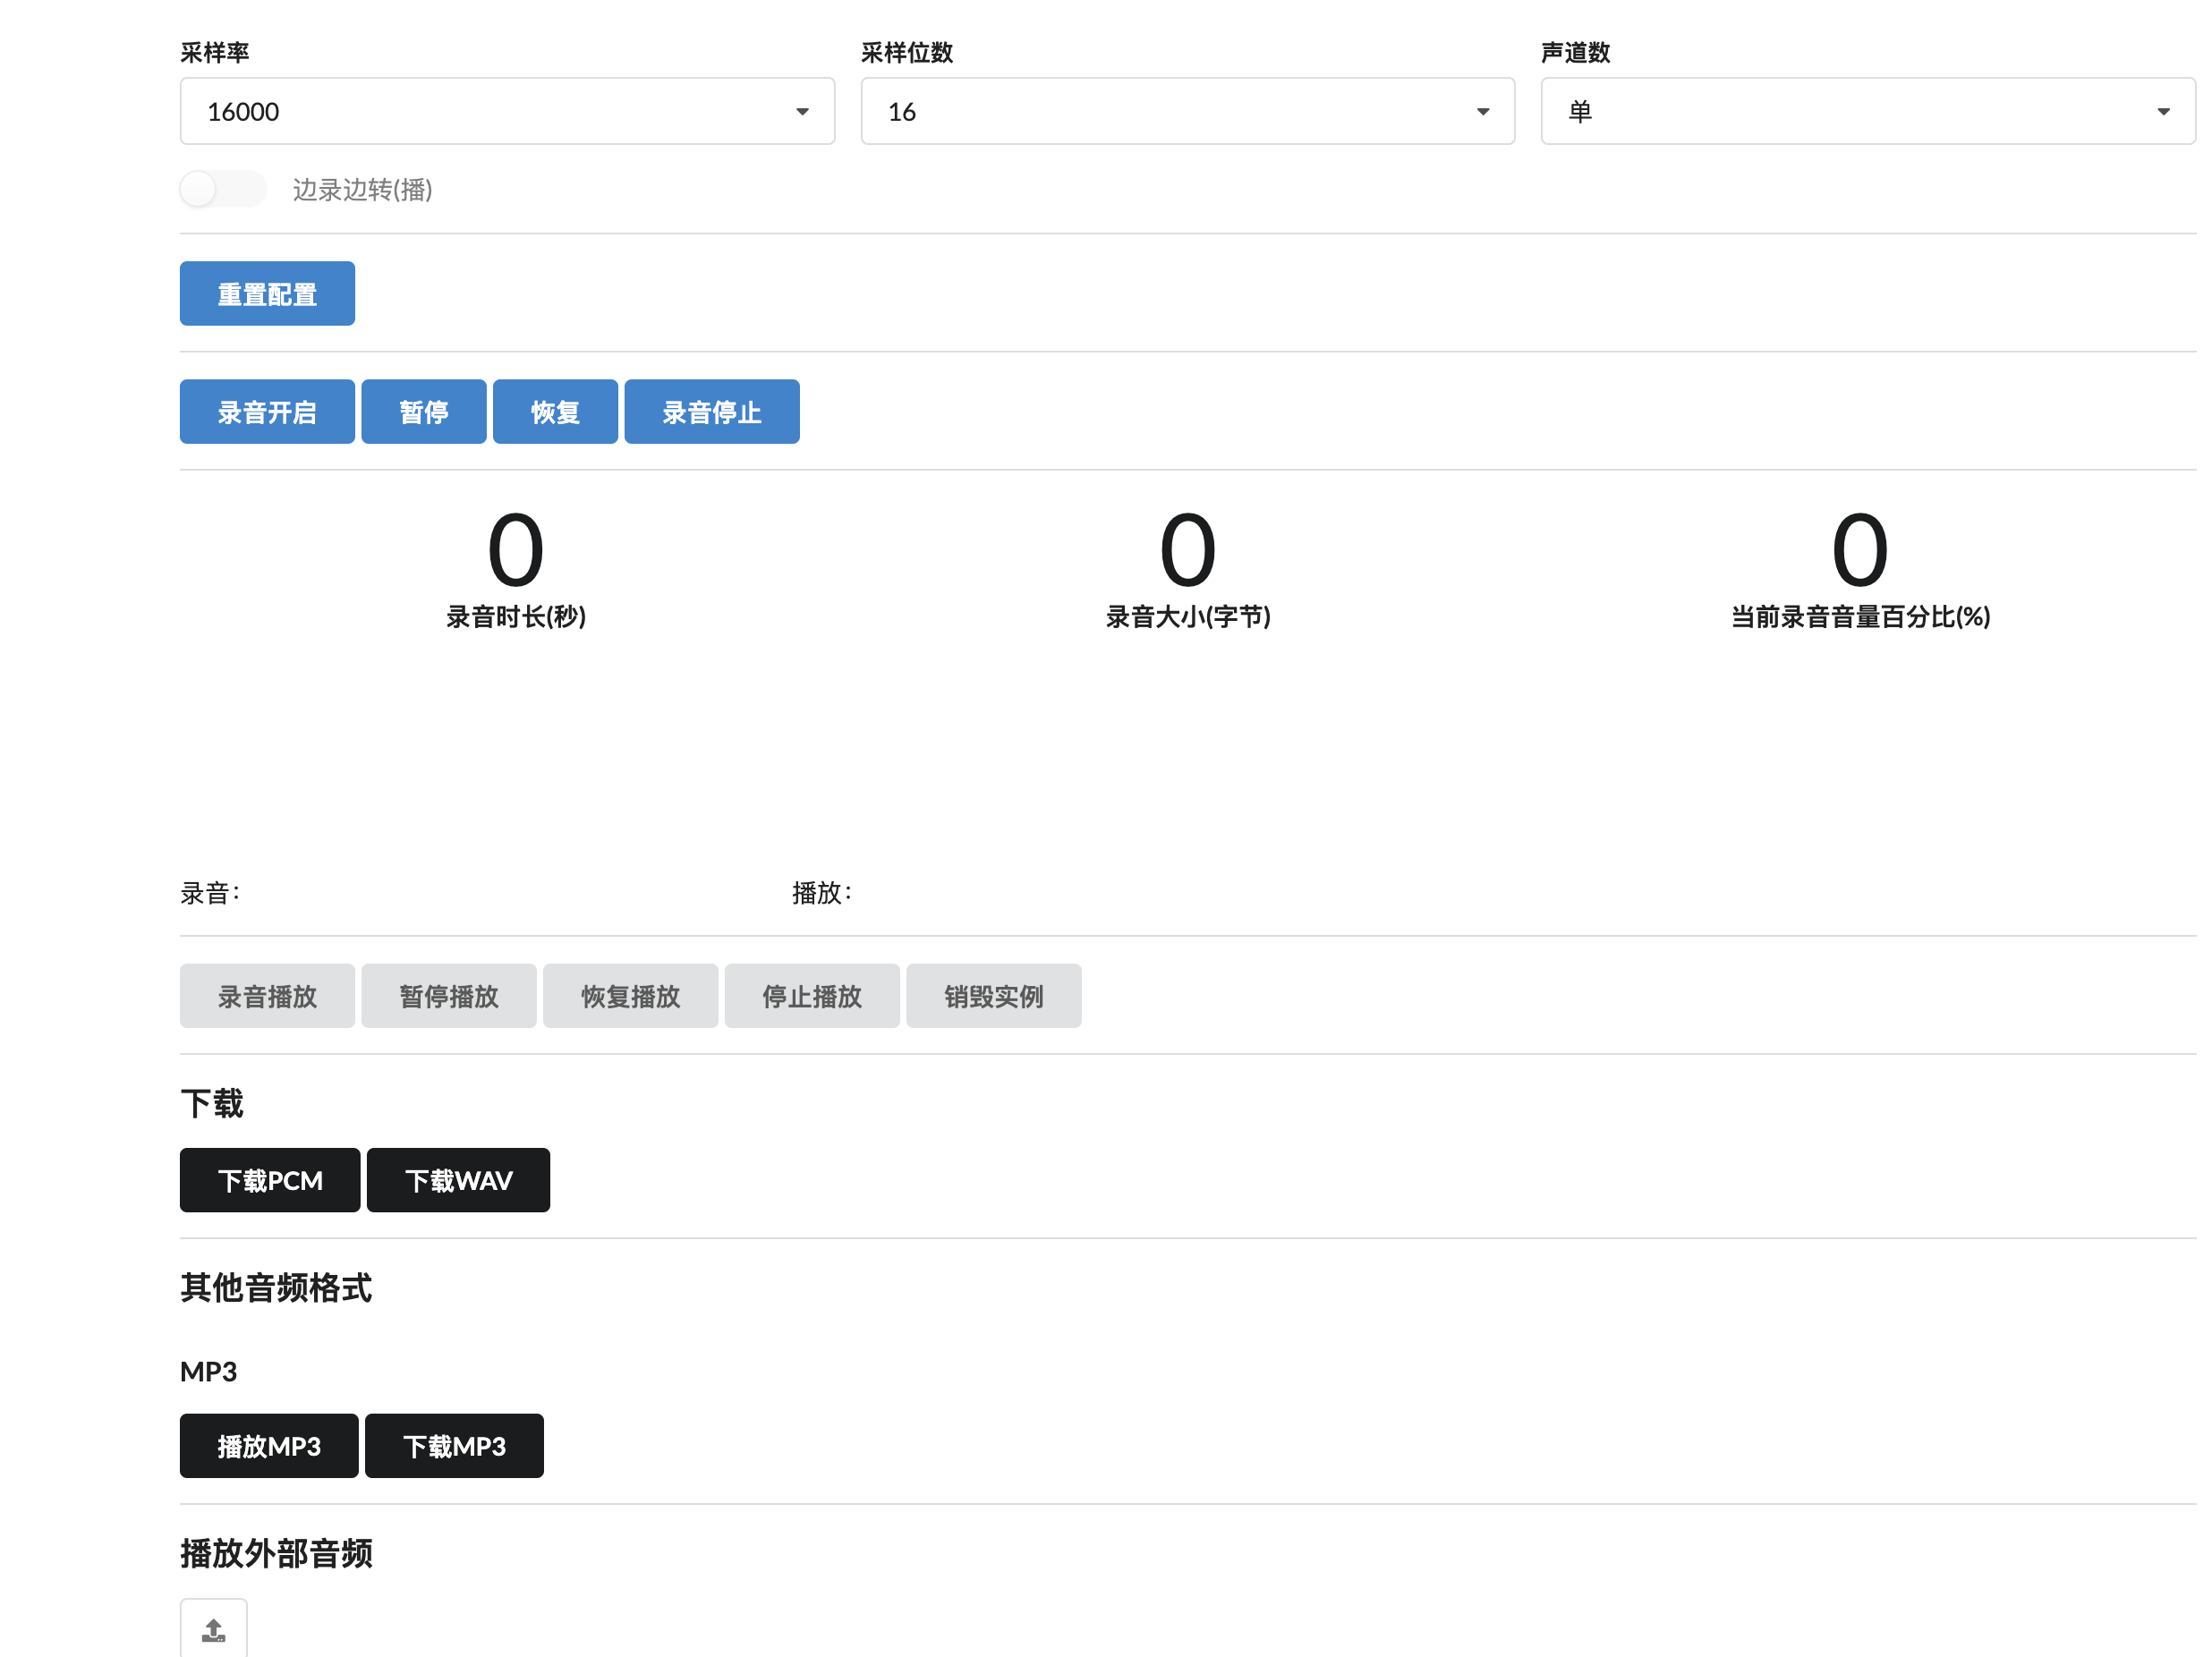 采样率 采样位数 声道数
16000 16 单
边录边转(播)
重置配置
录音开启 暂停 恢复 录音停止
0 0 0
录音时长(秒) 录音大小(字节) 当前录音音量百分比(%)
录音: 播放:
录音播放 暂停播放 恢复播放 停止播放 销毁实例
下载
下载PCM 下载WAV
其他音频格式
MP3
播放MP3 下载MP3
播放外部音频